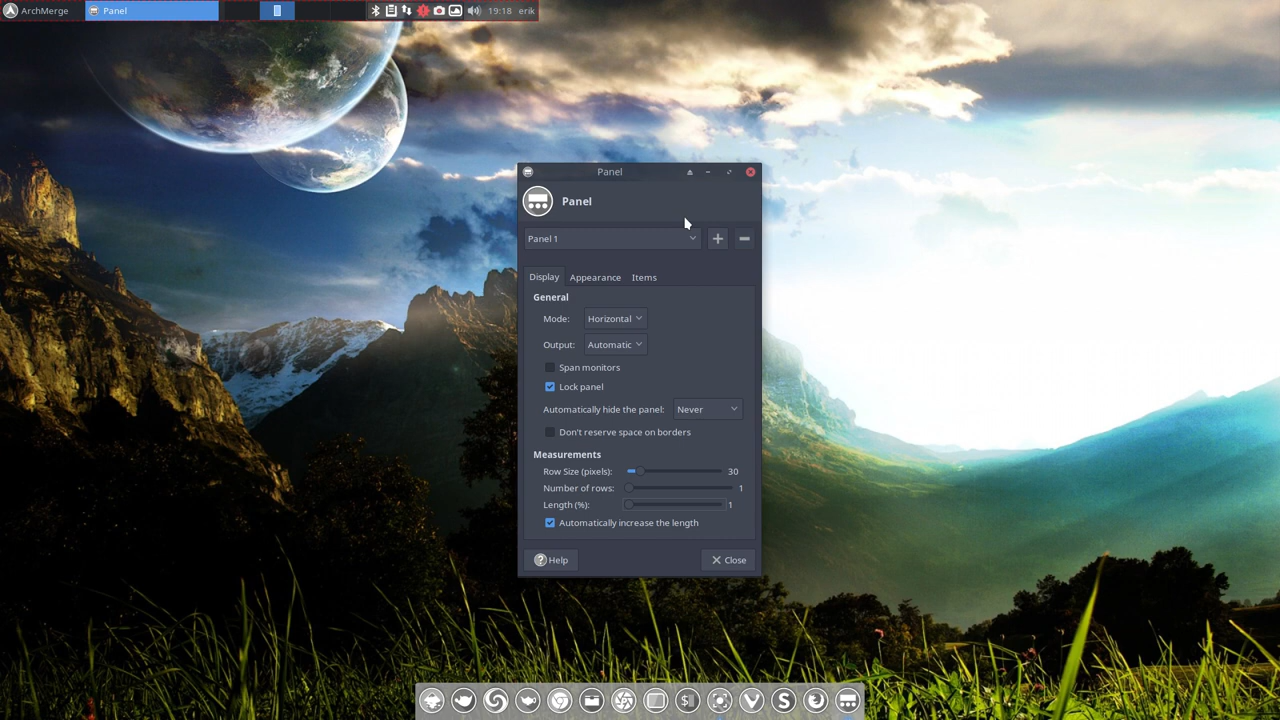 ArchMerge Panel 19:18 erik
Panel
Panel
Panel 1
Display Appearance Items
General
Mode: Horizontal
Output: Automatic
Span monitors
Lock panel
Automatically hide the panel: Never
Don't reserve space on borders
Measurements
Row Size (pixels): 30
Number of rows: 1
Length (%): 1
Automatically increase the length
? Help Close
$ V S